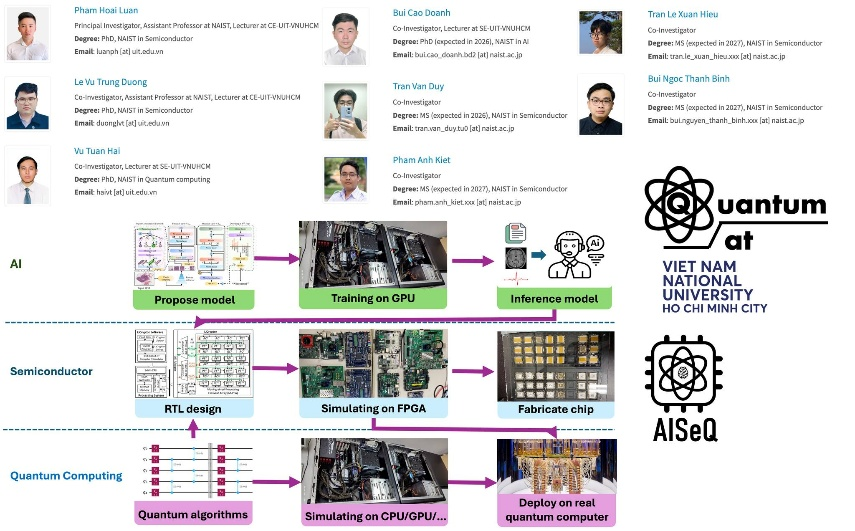 Pham Hoai Luan
Principal Investigator, Assistant Professor at NAIST, Lecturer at CE-UIT-VNUHCM
Degree: PhD, NAIST in Semiconductor
Email: luanph [at] uit.edu.vn
Le Vu Trung Duong
Co-Investigator, Assistant Professor at NAIST, Lecturer at CE-UIT-VNUHCM
Degree: PhD, NAIST in Semiconductor
Email: duonglvt [at] uit.edu.vn
Vu Tuan Hai
Co-Investigator, Lecturer at SE-UIT-VNUHCM
Degree: PhD, NAIST in Quantum computing
Email: haivt [at] uit.edu.vn
Bui Cao Doanh
Co-Investigator, Lecturer at SE-UIT-VNUHCM
Degree: PhD (expected in 2026), NAIST in AI
Email: bui.cao_doanh.bd2 [at] naist.ac.jp
Tran Van Duy
Co-Investigator
Degree: MS (expected in 2026), NAIST in Semiconductor
Email: tran.van_duy.tu0 [at] naist.ac.jp
Pham Anh Kiet
Co-Investigator
Degree: MS (expected in 2027), NAIST in Semiconductor
Email: pham.anh_kiet.xxx [at] naist.ac.jp
Tran Le Xuan Hieu
Co-Investigator
Degree: MS (expected in 2027), NAIST in Semiconductor
Email: tran.le_xuan_hieu.xxx [at] naist.ac.jp
Bui Ngoc Thanh Binh
Co-Investigator
Degree: MS (expected in 2027), NAIST in Semiconductor
Email: bui.nguyen_thanh_binh.xxx [at] naist.ac.jp
AI
Propose model
Training on GPU
Ai
Inference model
Semiconductor
RTL design
Simulating on FPGA
Fabricate chip
Quantum Computing
Quantum algorithms
Simulating on CPU/GPU/...
Deploy on real
quantum computer
Quantum
at
VIET NAM
NATIONAL
UNIVERSITY
HO CHI MINH CITY
AISeQ